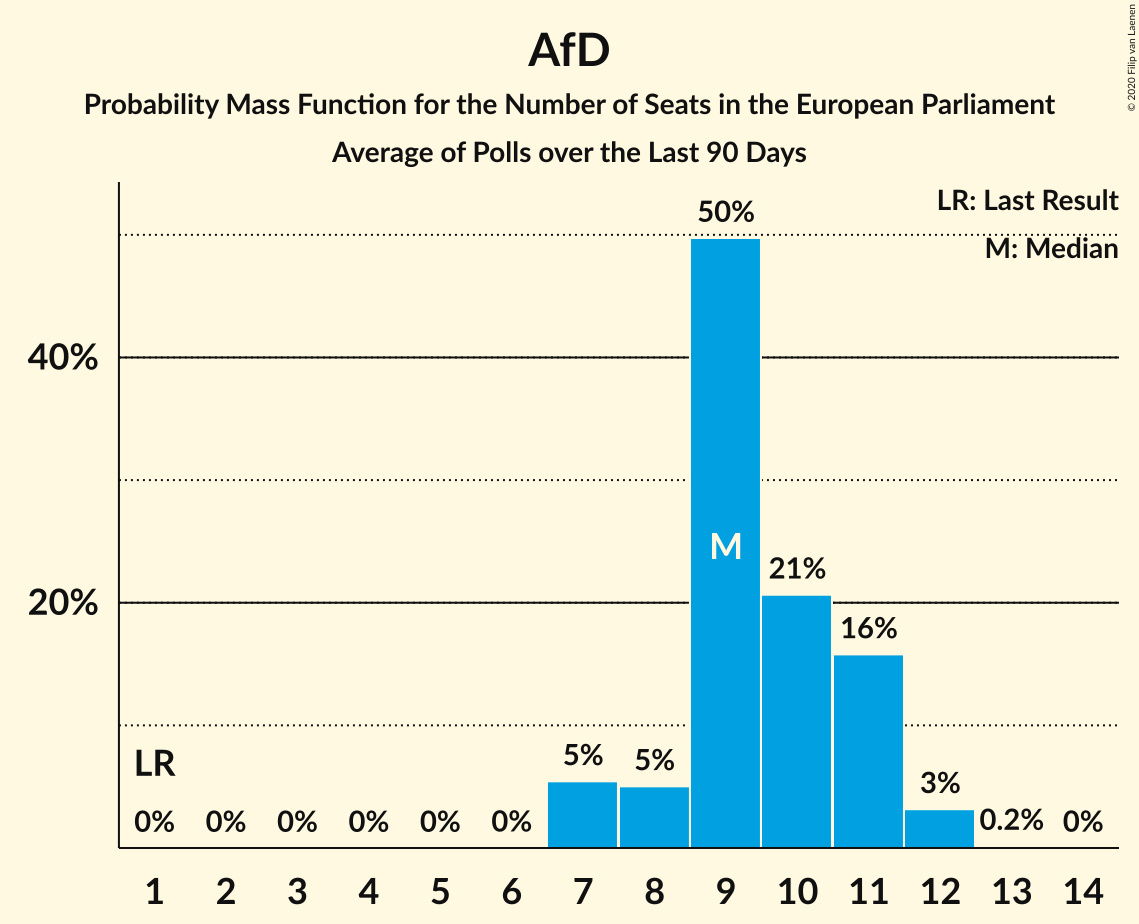 AfD
Probability Mass Function for the Number of Seats in the European Parliament
Average of Polls over the Last 90 Days
© 2020 Filip van Laenen
LR: Last Result
M: Median
50%
40%
M
21%
20%
16%
LR
5%
5%
3%
0% 0% 0% 0% 0% 0% 0.2% 0%
1 2 3 4 5 6 7 8 9 10 11 12 13 14